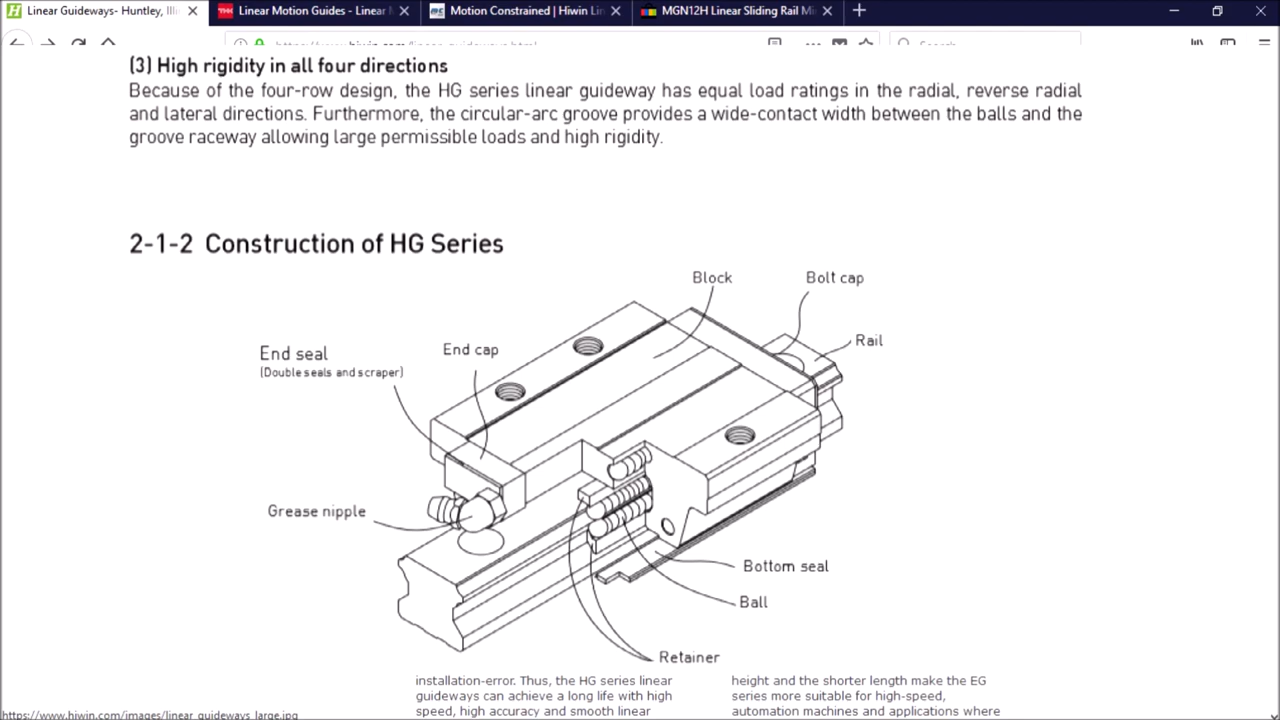 Linear Guideways- Huntley, Illi
Linear Motion Guides - Linear M
Motion Constrained | Hiwin Lin
MGN12H Linear Sliding Rail Mi
(3) High rigidity in all four directions
Because of the four-row design, the HG series linear guideway has equal load ratings in the radial, reverse radial
and lateral directions. Furthermore, the circular-arc groove provides a wide-contact width between the balls and the
groove raceway allowing large permissible loads and high rigidity.
2-1-2 Construction of HG Series
Block
Bolt cap
Rail
End seal
(Double seals and scraper)
End cap
Grease nipple
Bottom seal
Ball
Retainer
installation-error. Thus, the HG series linear
guideways can achieve a long life with high
speed, high accuracy and smooth linear
height and the shorter length make the EG
series more suitable for high-speed,
automation machines and applications where
https://www.hiwin.com/images/linear_guideways_large.jpg